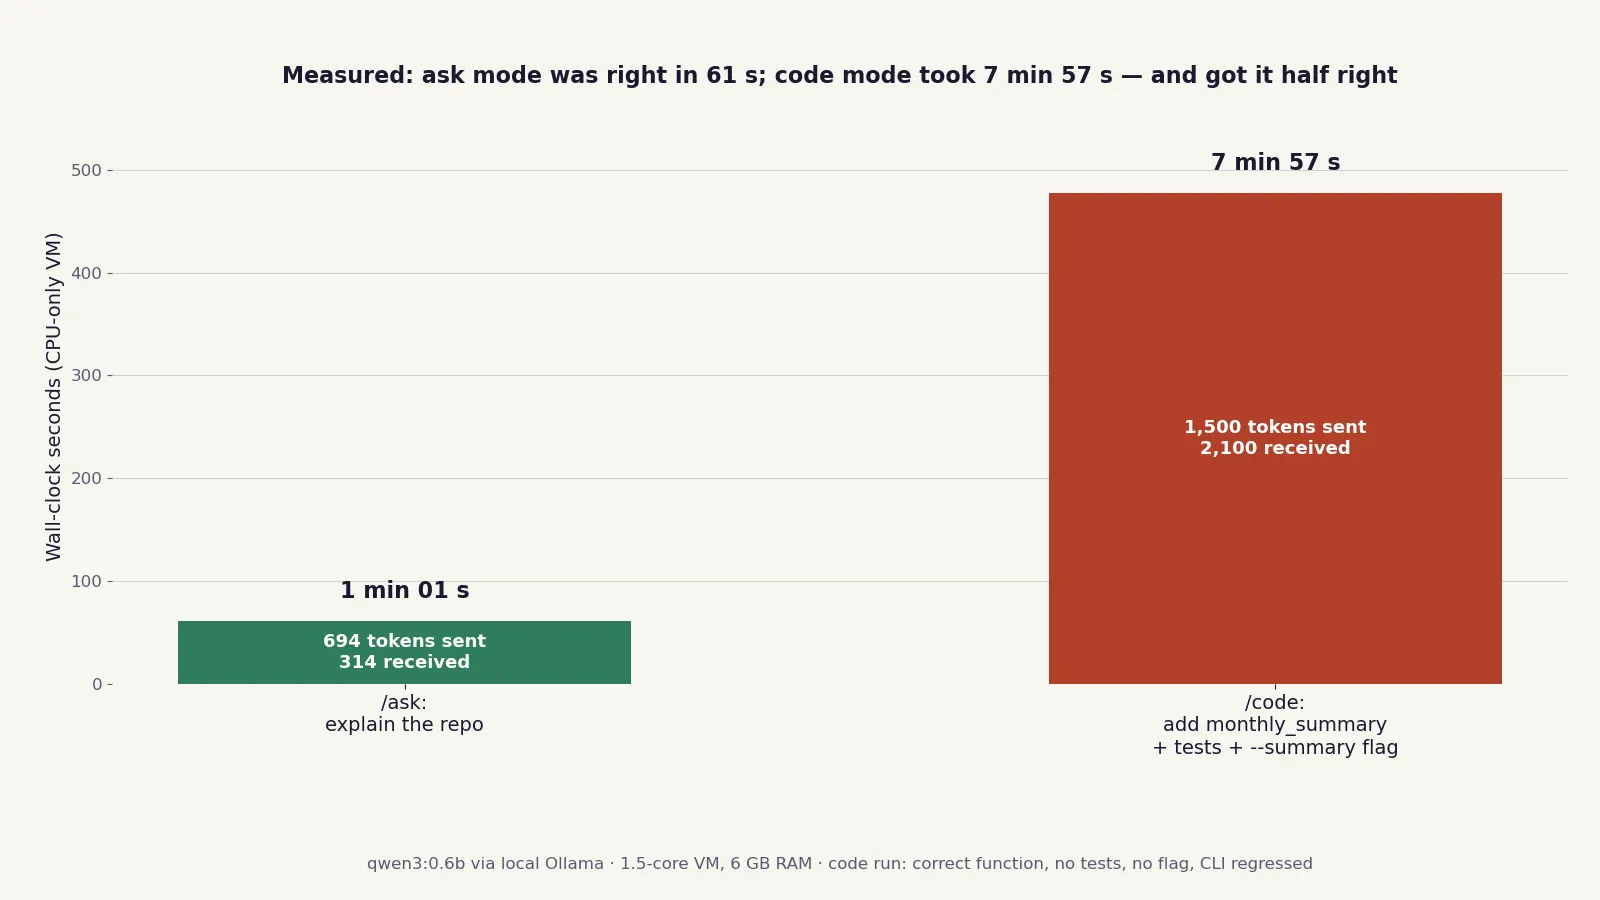 Measured: ask mode was right in 61 s; code mode took 7 min 57 s — and got it half right
Wall-clock seconds (CPU-only VM)
500
400
300
200
100
0
7 min 57 s
1,500 tokens sent
2,100 received
1 min 01 s
694 tokens sent
314 received
/ask:
explain the repo
/code:
add monthly_summary
+ tests + --summary flag
qwen3:0.6b via local Ollama · 1.5-core VM, 6 GB RAM · code run: correct function, no tests, no flag, CLI regressed